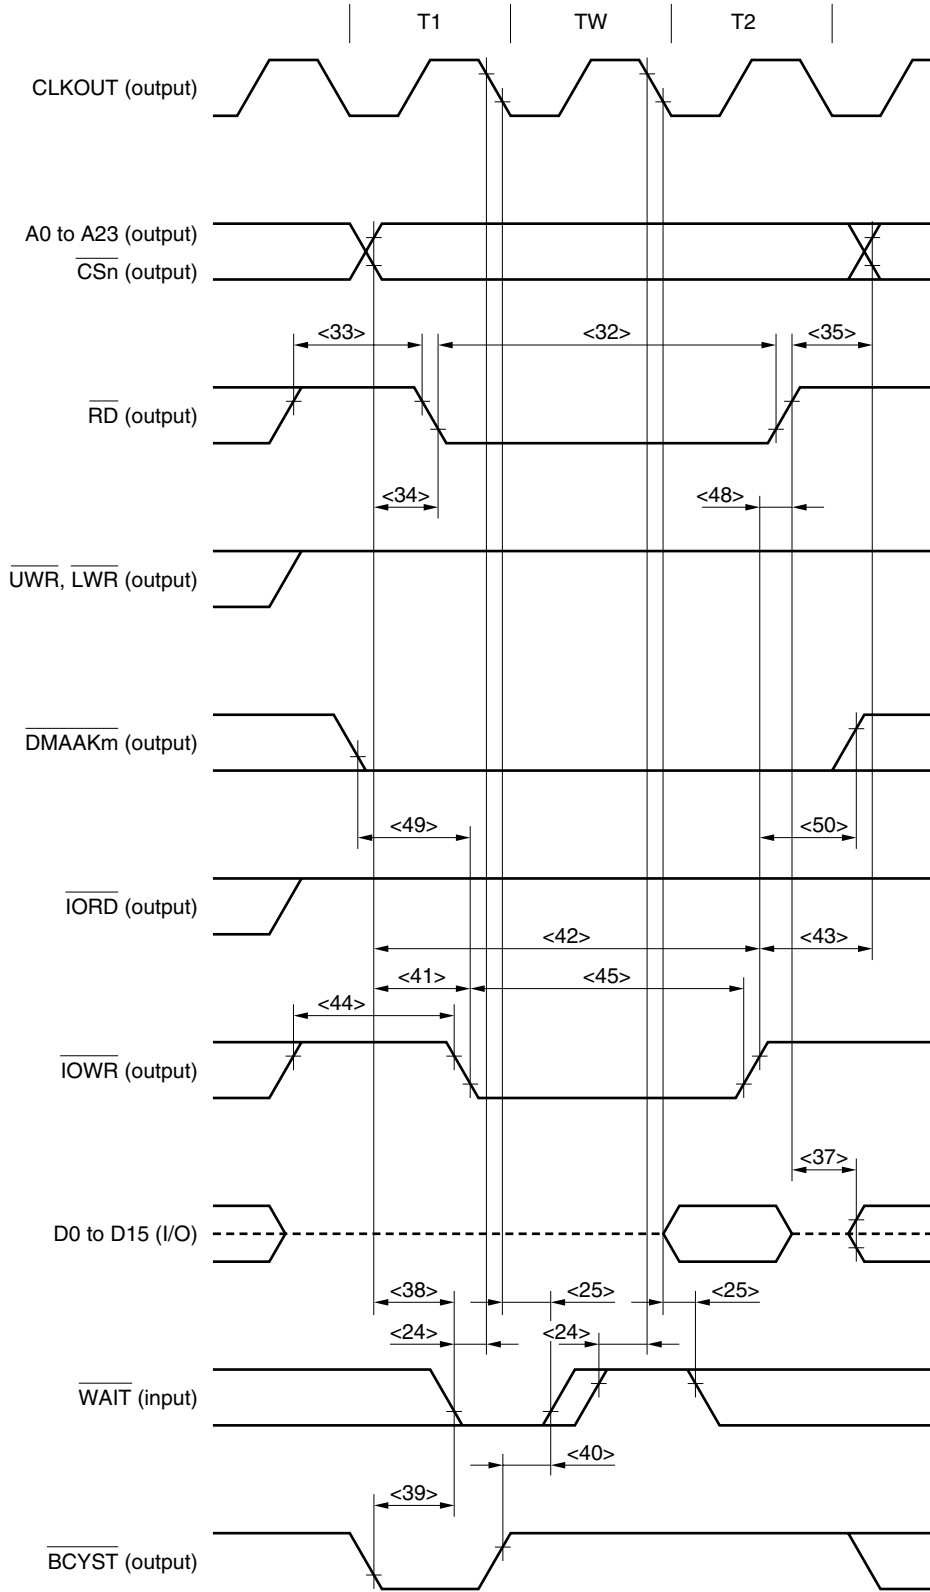 T1 TW T2
CLKOUT (output)
A0 to A23 (output)
CSn (output)
<33> <32> <35>
RD (output)
<34> <48>
UWR, LWR (output)
DMAAKm (output)
<49> <50>
IORD (output)
<42> <43>
<41> <45>
<44>
IOWR (output)
<37>
D0 to D15 (I/O)
<38> <25> <25>
<24> <24>
WAIT (input)
<40>
<39>
BCYST (output)